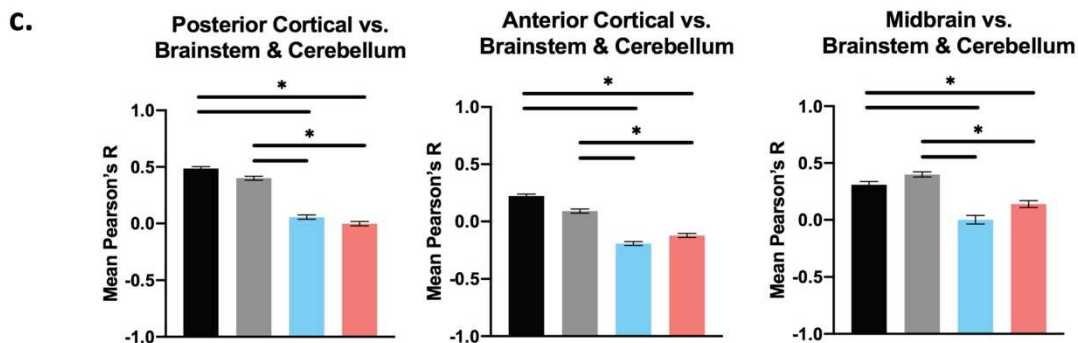 c.
Posterior Cortical vs.
Brainstem & Cerebellum
*
*
Mean Pearson's R
1.0
0.5
0.0
-0.5
-1.0
Anterior Cortical vs.
Brainstem & Cerebellum
*
*
Mean Pearson's R
1.0
0.5
0.0
-0.5
-1.0
Midbrain vs.
Brainstem & Cerebellum
*
*
Mean Pearson's R
1.0
0.5
0.0
-0.5
-1.0